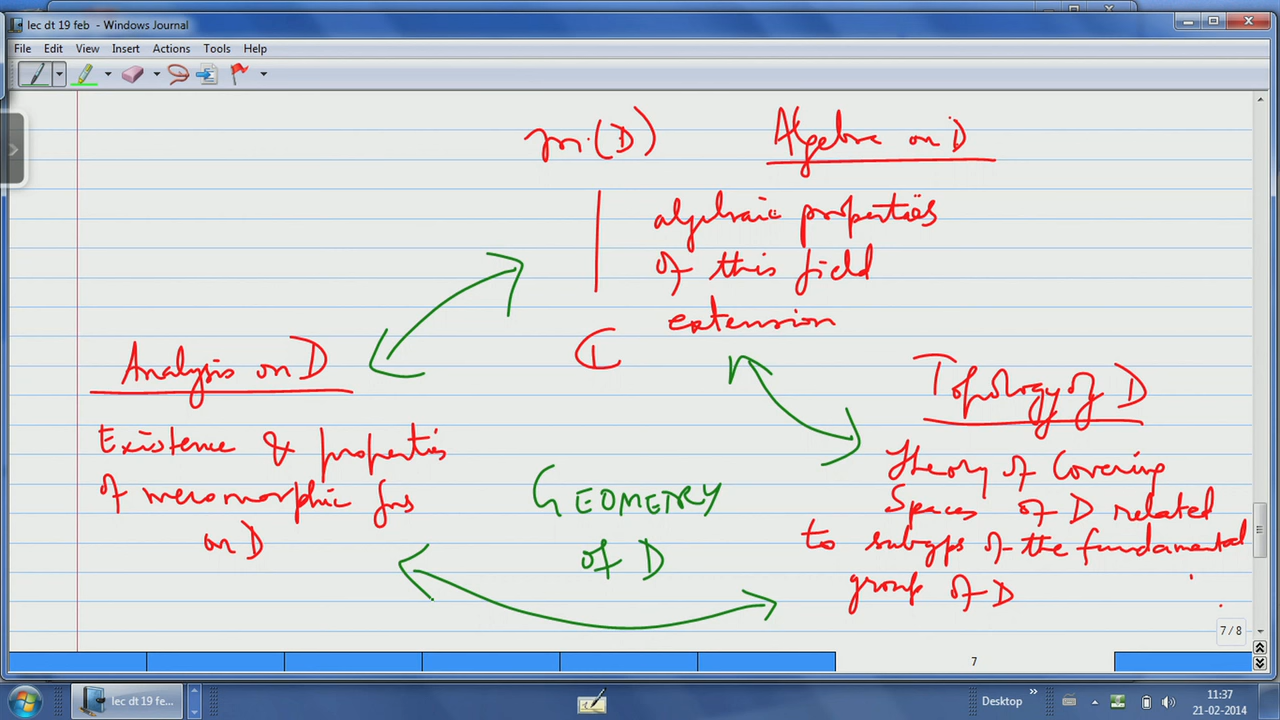 lec dt 19 feb - Windows Journal
File Edit View Insert Actions Tools Help
m(D) Algebra on D
algebraic properties
of this field
extension
ℂ
Analysis on D
Existence & properties
of meromorphic fns
on D
GEOMETRY
of D
Topology of D
Theory of Covering
Spaces of D related
to subgps of the fundamental
group of D
7 / 8
7
lec dt 19 fe...
Desktop »
11:37
21-02-2014